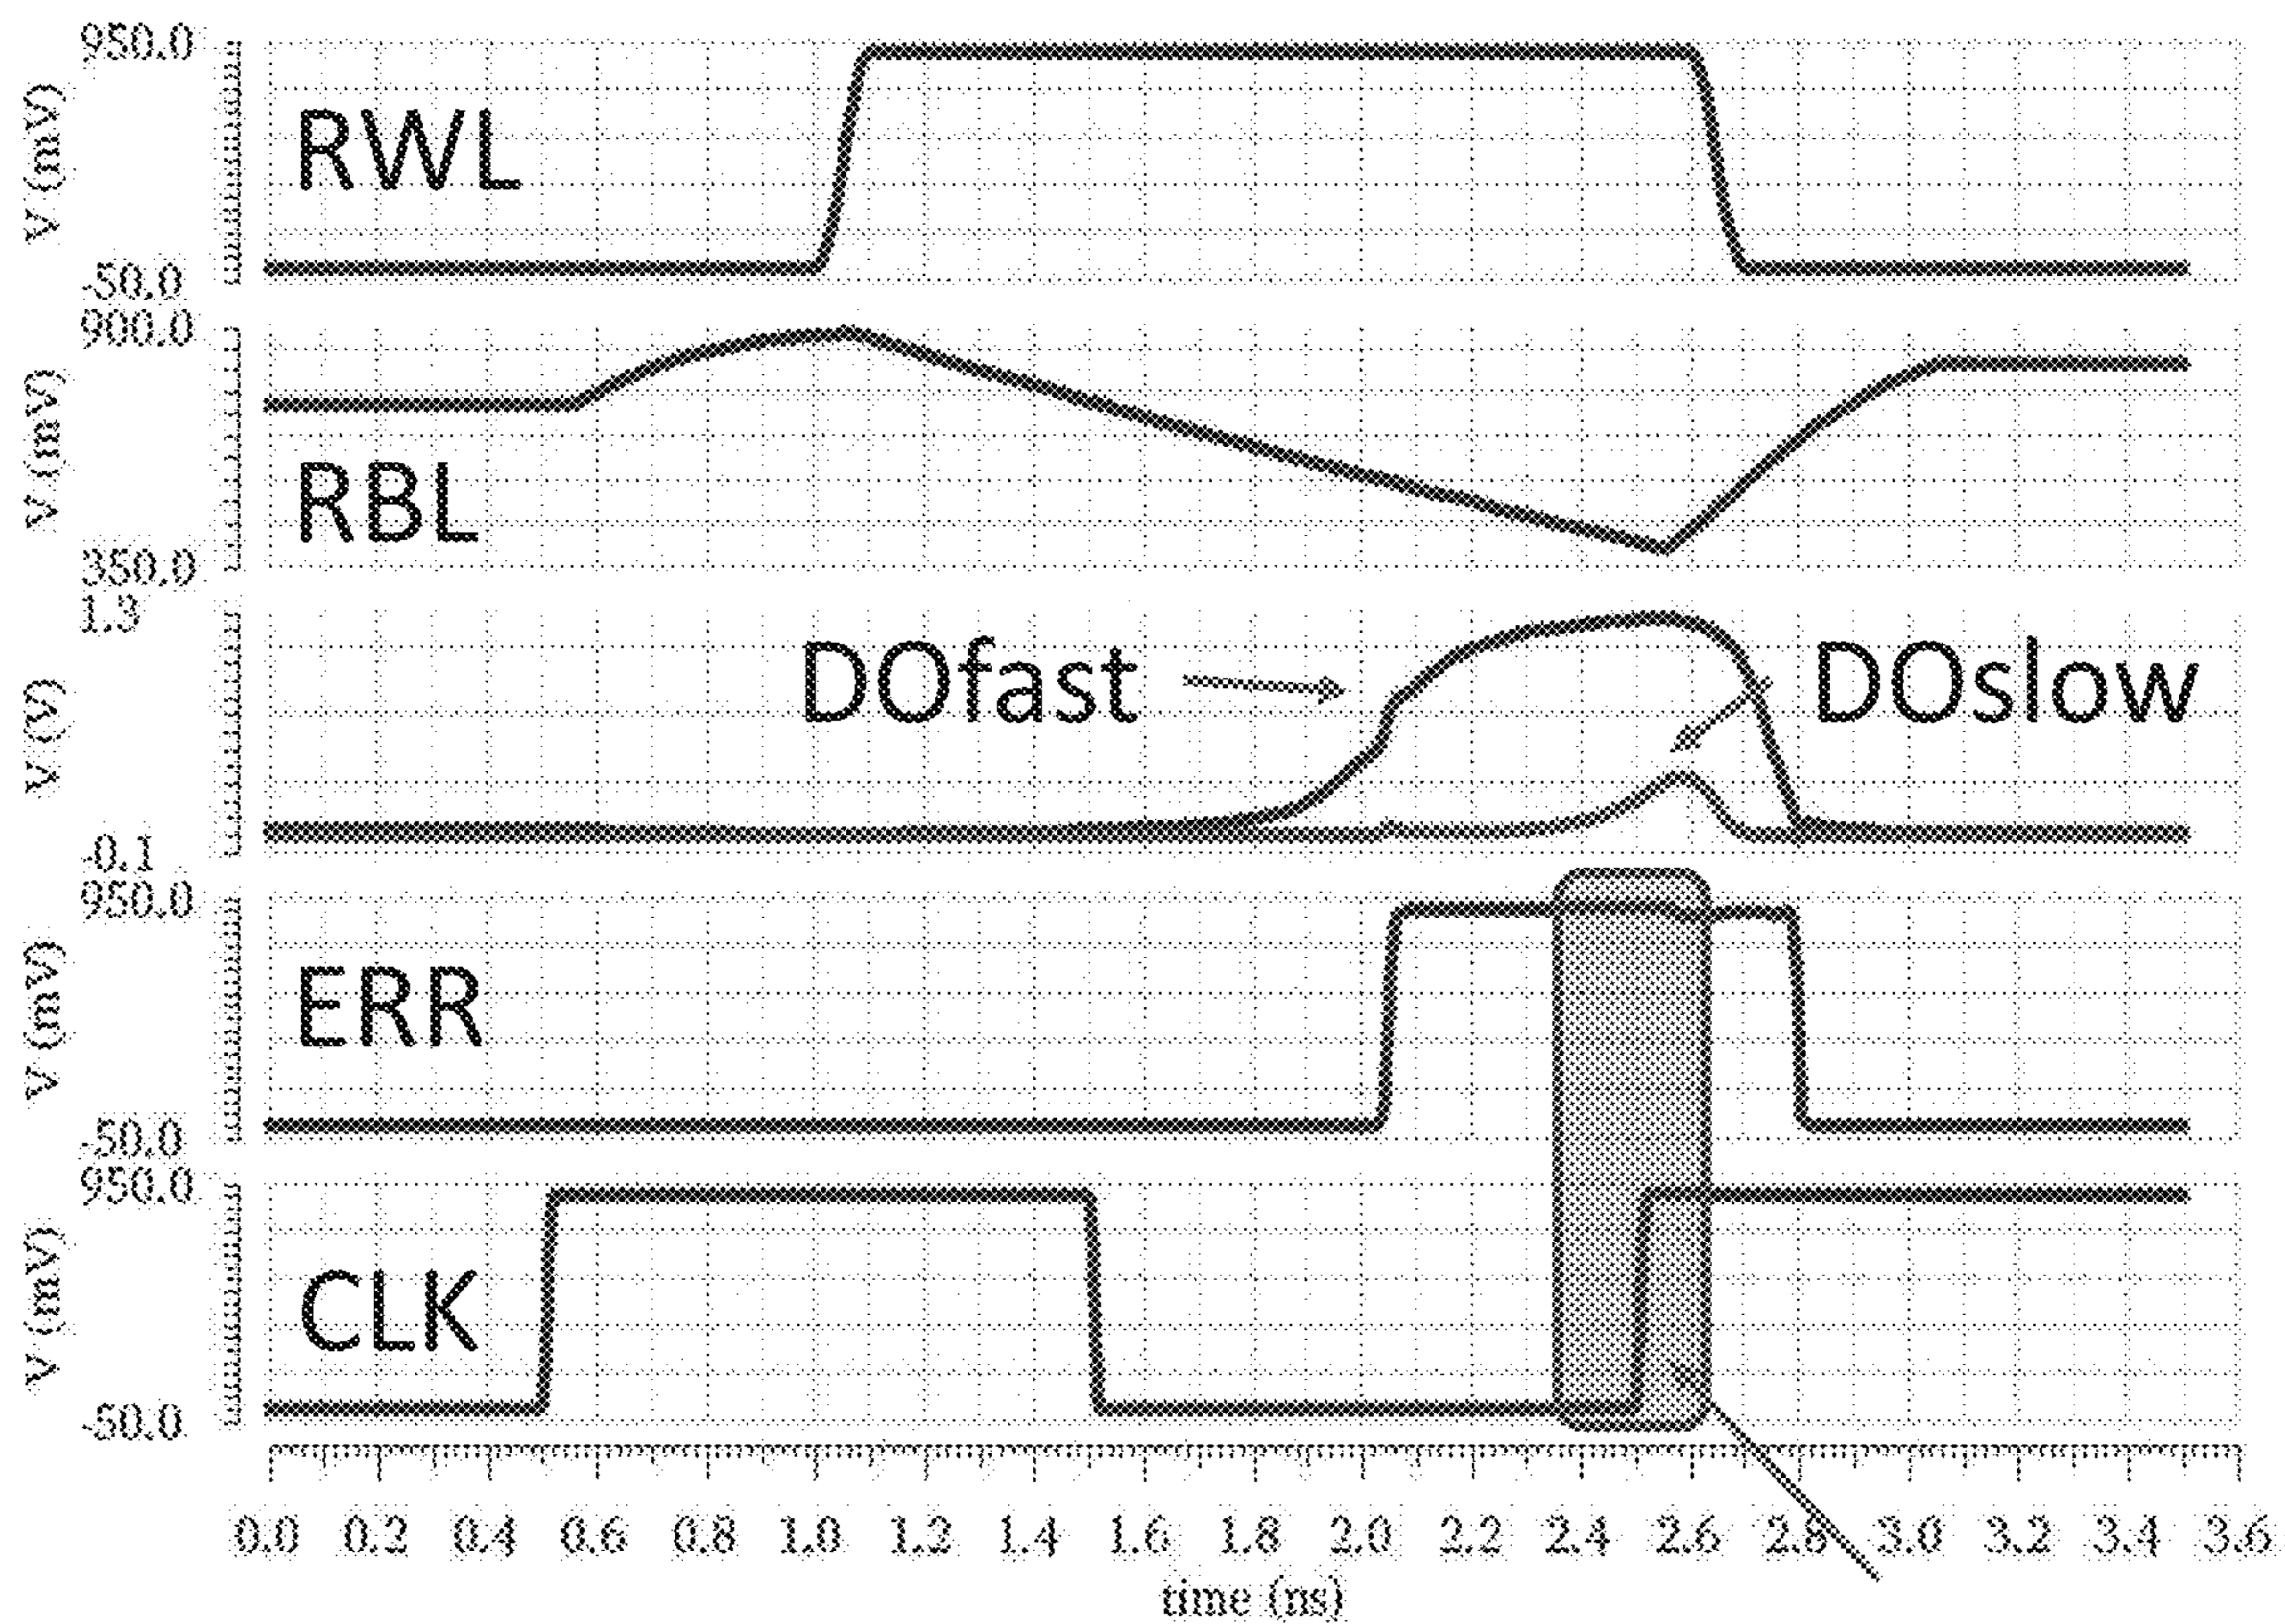 950.0
V (mV)
RWL
-50.0
900.0
V (mV)
RBL
350.0
1.3
V (V)
DOfast
DOslow
-0.1
950.0
V (mV)
ERR
-50.0
950.0
V (mV)
CLK
-50.0
0.0 0.2 0.4 0.6 0.8 1.0 1.2 1.4 1.6 1.8 2.0 2.2 2.4 2.6 2.8 3.0 3.2 3.4 3.6
time (ns)